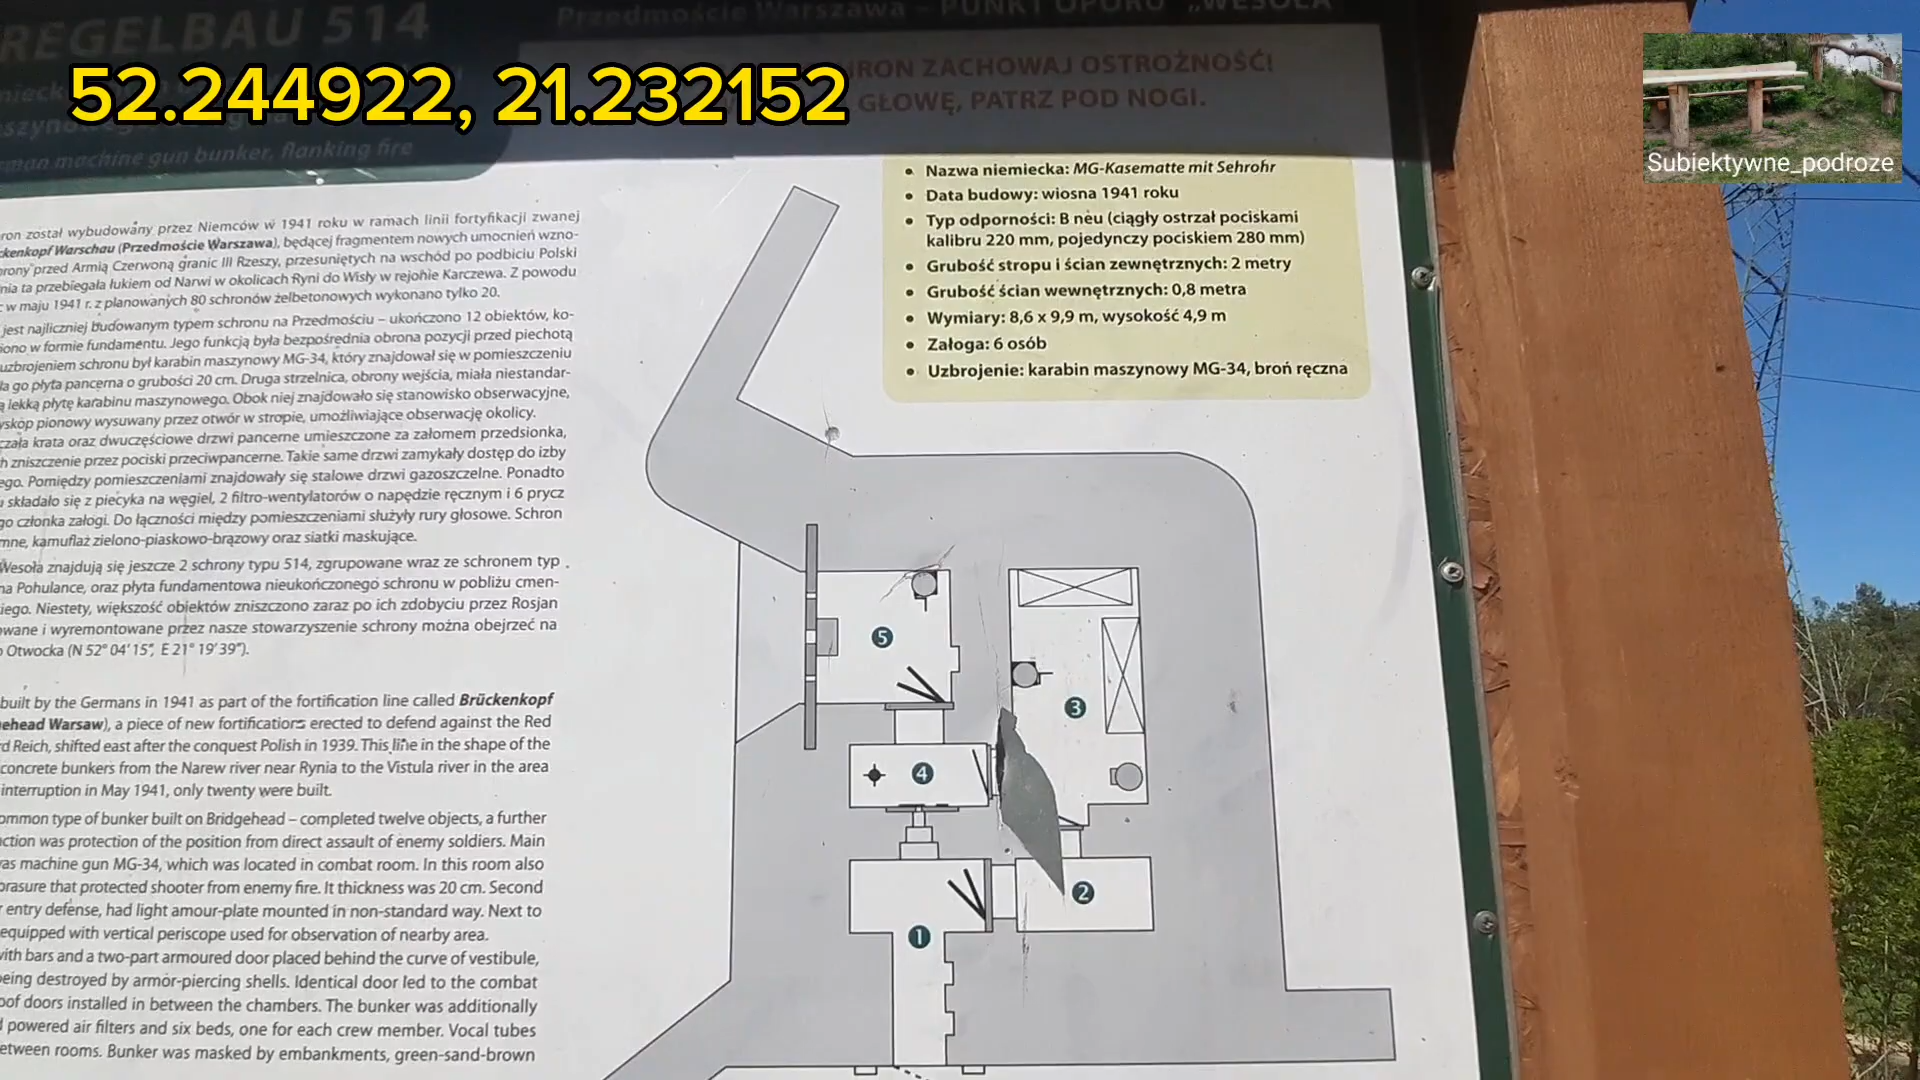 REGELBAU 514
Przedmoście Warszawa – PUNKT OPORU „WESOŁA
52.244922, 21.232152
man machine gun bunker, flanking fire
ZACHOWAJ OSTROŻNOŚĆ!
GŁOWĘ, PATRZ POD NOGI.
Subiektywne_podroze
• Nazwa niemiecka: MG-Kasematte mit Sehrohr
• Data budowy: wiosna 1941 roku
• Typ odporności: B neu (ciągły ostrzał pociskami
kalibru 220 mm, pojedynczy pociskiem 280 mm)
• Grubość stropu i ścian zewnętrznych: 2 metry
• Grubość ścian wewnętrznych: 0,8 metra
• Wymiary: 8,6 x 9,9 m, wysokość 4,9 m
• Załoga: 6 osób
• Uzbrojenie: karabin maszynowy MG-34, broń ręczna
ron został wybudowany przez Niemców w 1941 roku w ramach linii fortyfikacji zwanej
ckenkopf Warschau (Przedmoście Warszawa), będącej fragmentem nowych umocnień wzno-
brony przed Armią Czerwoną granic III Rzeszy, przesuniętych na wschód po podbiciu Polski
nia ta przebiegała łukiem od Narwi w okolicach Ryni do Wisły w rejonie Karczewa. Z powodu
c w maju 1941 r. z planowanych 80 schronów żelbetonowych wykonano tylko 20.
jest najliczniej budowanym typem schronu na Przedmościu – ukończono 12 obiektów, ko-
iono w formie fundamentu. Jego funkcją była bezpośrednia obrona pozycji przed piechotą
uzbrojeniem schronu był karabin maszynowy MG-34, który znajdował się w pomieszczeniu
ła go płyta pancerna o grubości 20 cm. Druga strzelnica, obrony wejścia, miała niestandar-
ą lekką płytę karabinu maszynowego. Obok niej znajdowało się stanowisko obserwacyjne,
yskop pionowy wysuwany przez otwór w stropie, umożliwiające obserwację okolicy.
czała krata oraz dwuczęściowe drzwi pancerne umieszczone za załomem przedsionka,
h zniszczenie przez pociski przeciwpancerne. Takie same drzwi zamykały dostęp do izby
ego. Pomiędzy pomieszczeniami znajdowały się stalowe drzwi gazoszczelne. Ponadto
u składało się z piecyka na węgiel, 2 filtro-wentylatorów o napędzie ręcznym i 6 prycz
go członka załogi. Do łączności między pomieszczeniami służyły rury głosowe. Schron
mne, kamuflaż zielono-piaskowo-brązowy oraz siatki maskujące.
Wesoła znajdują się jeszcze 2 schrony typu 514, zgrupowane wraz ze schronem typ
na Pohulance, oraz płyta fundamentowa nieukończonego schronu w pobliżu cmen-
iego. Niestety, większość obiektów zniszczono zaraz po ich zdobyciu przez Rosjan
owane i wyremontowane przez nasze stowarzyszenie schrony można obejrzeć na
o Otwocka (N 52° 04' 15", E 21° 19' 39").
built by the Germans in 1941 as part of the fortification line called Brückenkopf
ehead Warsaw), a piece of new fortifications erected to defend against the Red
rd Reich, shifted east after the conquest Polish in 1939. This line in the shape of the
concrete bunkers from the Narew river near Rynia to the Vistula river in the area
interruption in May 1941, only twenty were built.
ommon type of bunker built on Bridgehead – completed twelve objects, a further
ction was protection of the position from direct assault of enemy soldiers. Main
as machine gun MG-34, which was located in combat room. In this room also
brasure that protected shooter from enemy fire. It thickness was 20 cm. Second
r entry defense, had light amour-plate mounted in non-standard way. Next to
equipped with vertical periscope used for observation of nearby area.
vith bars and a two-part armoured door placed behind the curve of vestibule,
eing destroyed by armor-piercing shells. Identical door led to the combat
oof doors installed in between the chambers. The bunker was additionally
d powered air filters and six beds, one for each crew member. Vocal tubes
etween rooms. Bunker was masked by embankments, green-sand-brown
5
3
4
2
1